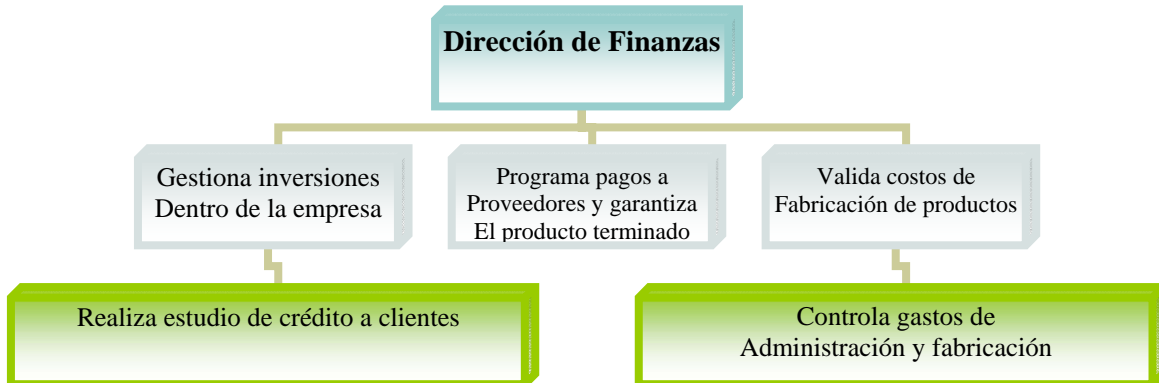 Dirección de Finanzas
Gestiona inversiones
Dentro de la empresa
Programa pagos a
Proveedores y garantiza
El producto terminado
Valida costos de
Fabricación de productos
Realiza estudio de crédito a clientes
Controla gastos de
Administración y fabricación